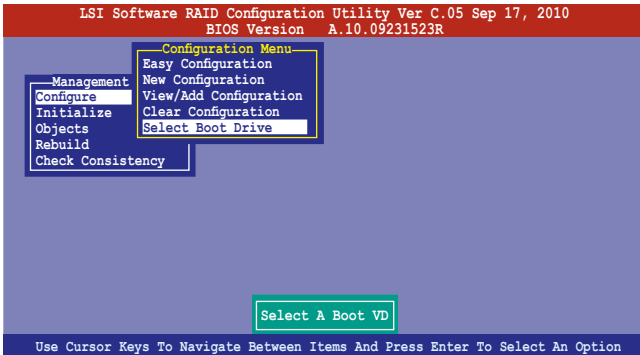 LSI Software RAID Configuration Utility Ver C.05 Sep 17, 2010
BIOS Version A.10.09231523R
Configuration Menu
Easy Configuration
New Configuration
View/Add Configuration
Clear Configuration
Select Boot Drive
Management
Configure
Initialize
Objects
Rebuild
Check Consistency
Select A Boot VD
Use Cursor Keys To Navigate Between Items And Press Enter To Select An Option